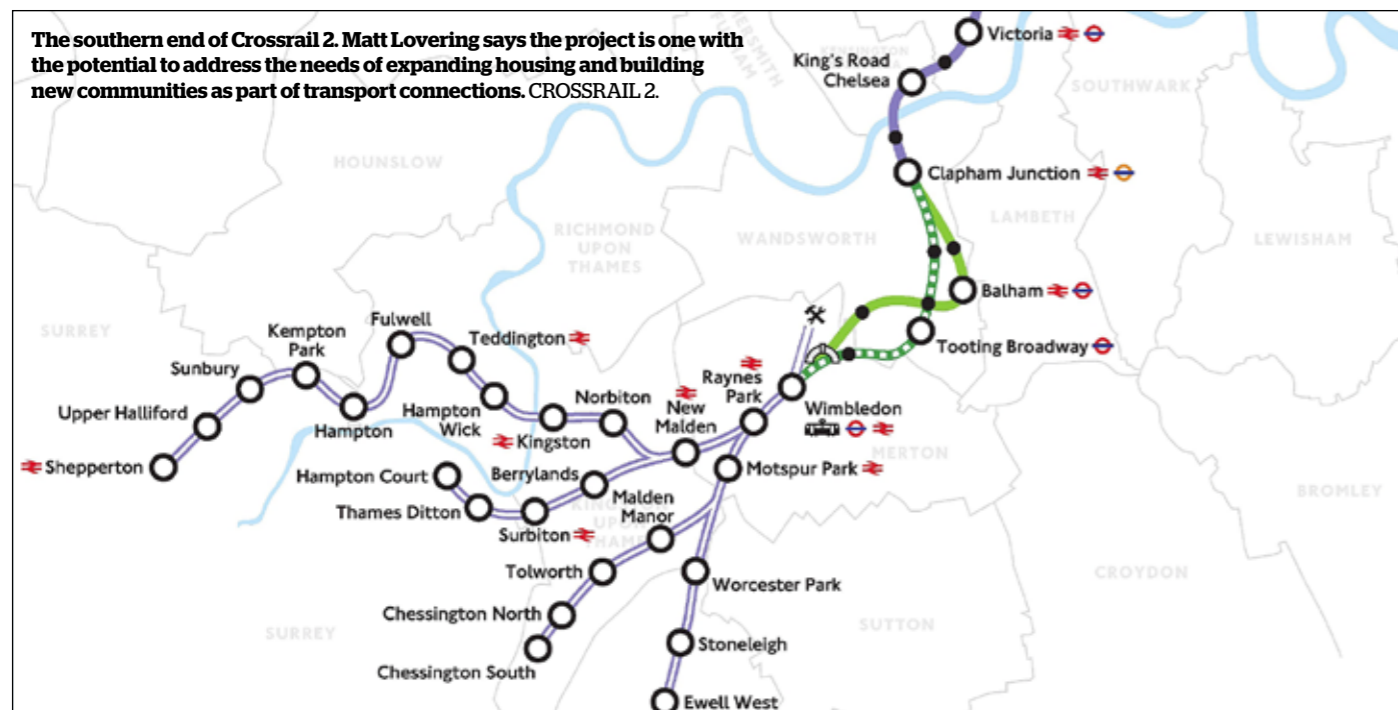 The southern end of Crossrail 2. Matt Lovering says the project is one with
the potential to address the needs of expanding housing and building
new communities as part of transport connections. CROSSRAIL 2.
Victoria
King's Road
Chelsea
SOUTHWARK
HOUNSLOW
Clapham Junction
LAMBETH
RICHMOND
UPON
THAMES
WANDSWORTH
LEWISHAM
Balham
SURREY
Fulwell
Kempton
Park
Teddington
Tooting Broadway
Sunbury
Raynes
Park
Upper Halliford
Hampton
Hampton
Wick
Norbiton
New
Malden
Wimbledon
Kingston
MERTON
Shepperton
Hampton Court
Berrylands
Motspur Park
BROMLEY
Thames Ditton
Malden
Manor
KINGSTON
UPON
THAMES
Surbiton
Tolworth
Worcester Park
CROYDON
Chessington North
SURREY
SUTTON
Stoneleigh
Chessington South
Ewell West